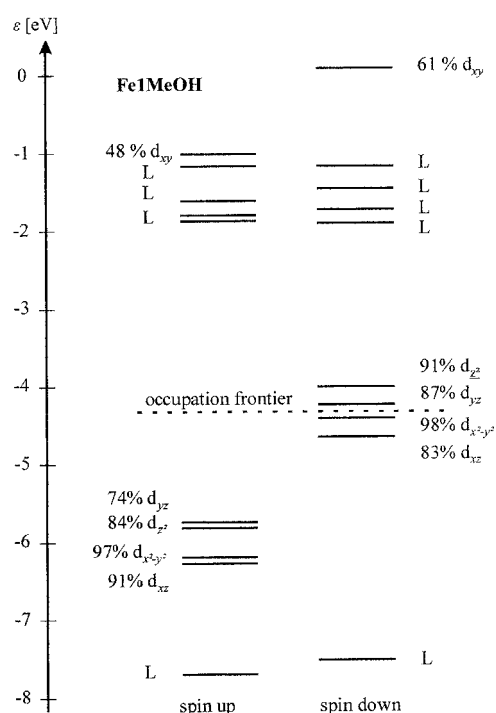 ε [eV]
0
61 % dxy
Fe1MeOH
-1
48 % dxy
L
L
L
L
L
L
L
-2
-3
91% dz²
-4
87% dyz
occupation frontier
98% dx²-y²
83% dxz
-5
74% dyz
84% dz²
-6
97% dx²-y²
91% dxz
-7
L
L
-8
spin up
spin down